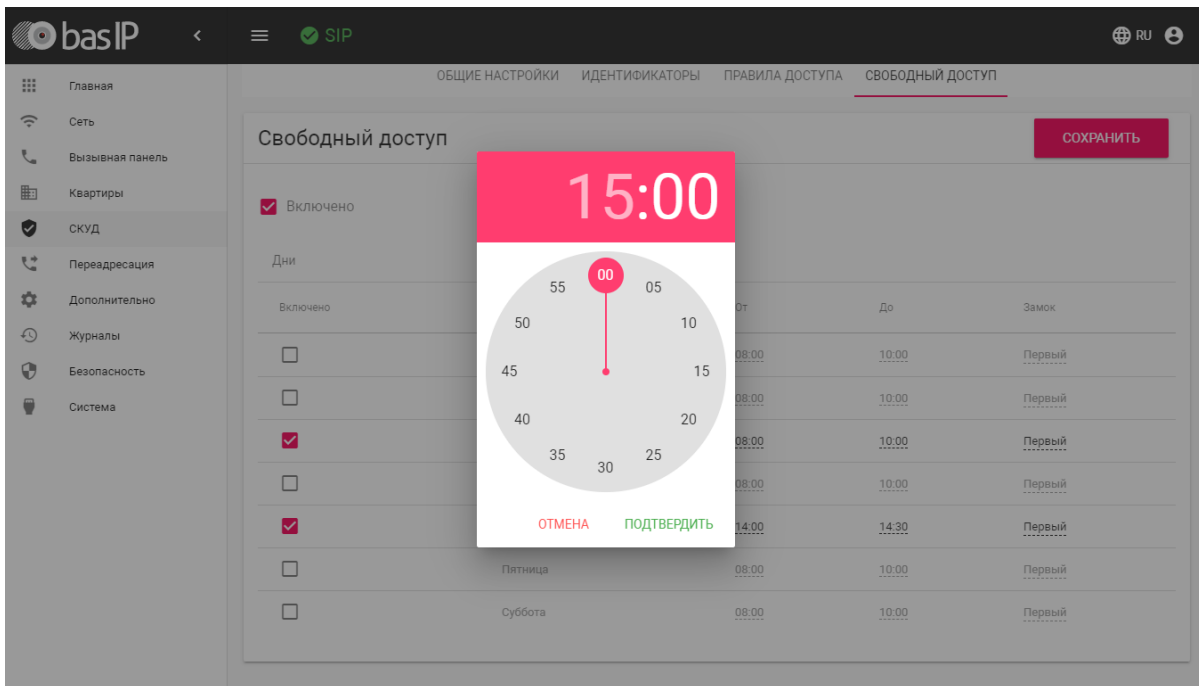 basIP SIP RU
ОБЩИЕ НАСТРОЙКИ ИДЕНТИФИКАТОРЫ ПРАВИЛА ДОСТУПА СВОБОДНЫЙ ДОСТУП
Главная
Сеть
Вызывная панель
Квартиры
СКУД
Переадресация
Дополнительно
Журналы
Безопасность
Система
Свободный доступ СОХРАНИТЬ
Включено
Дни
Включено От До Замок
08:00 10:00 Первый
08:00 10:00 Первый
08:00 10:00 Первый
08:00 10:00 Первый
14:00 14:30 Первый
Пятница 08:00 10:00 Первый
Суббота 08:00 10:00 Первый
15:00
00
55 05
50 10
45 15
40 20
35 25
30
ОТМЕНА ПОДТВЕРДИТЬ